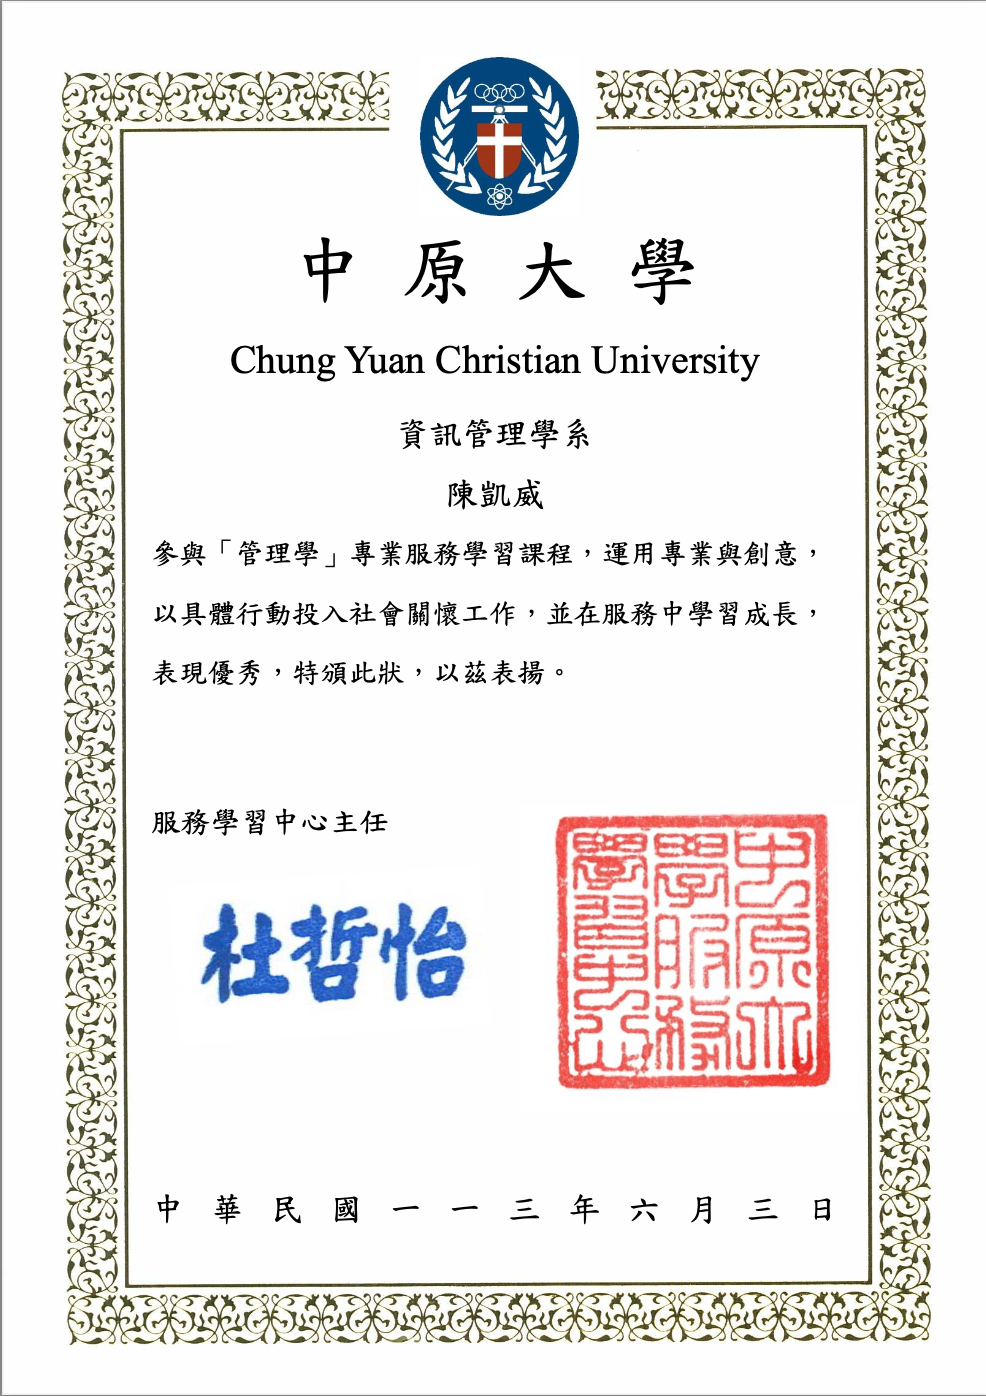 中原大學
Chung Yuan Christian University
資訊管理學系
陳凱威
參與「管理學」專業服務學習課程，運用專業與創意，
以具體行動投入社會關懷工作，並在服務中學習成長，
表現優秀，特頒此狀，以茲表揚。
服務學習中心主任
杜哲怡
中原大學服務學習中心
中華民國一一三年六月三日